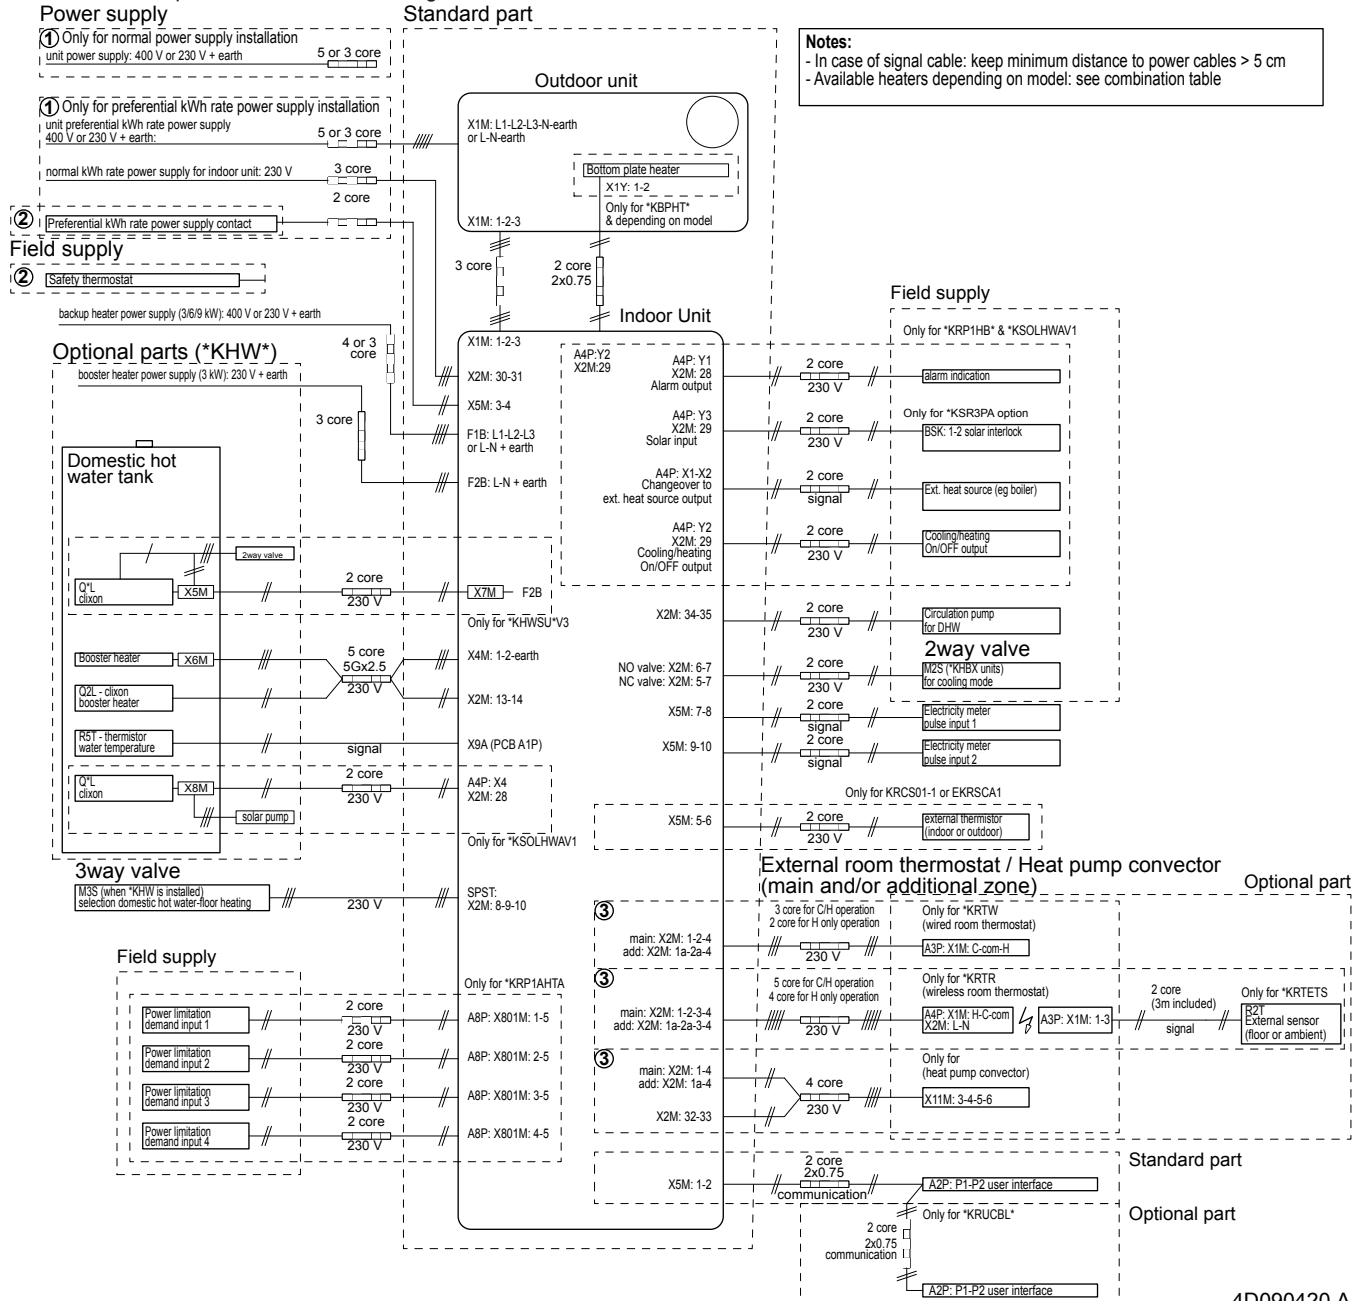 Power supply
① Only for normal power supply installation
unit power supply: 400 V or 230 V + earth
5 or 3 core
① Only for preferential kWh rate power supply installation
unit preferential kWh rate power supply
400 V or 230 V + earth:
5 or 3 core
normal kWh rate power supply for indoor unit: 230 V
3 core
2 core
② Preferential kWh rate power supply contact
Field supply
② Safety thermostat
backup heater power supply (3/6/9 kW): 400 V or 230 V + earth
4 or 3
core
Optional parts (*KHW*)
booster heater power supply (3 kW): 230 V + earth
3 core
Domestic hot
water tank
2way valve
Q*L
clixon
X5M
2 core
230 V
Booster heater
X6M
5 core
5Gx2.5
230 V
Q2L - clixon
booster heater
R5T - thermistor
water temperature
signal
Q*L
clixon
X8M
2 core
230 V
solar pump
3way valve
M3S (when *KHW is installed)
selection domestic hot water-floor heating
230 V
Field supply
Power limitation
demand input 1
2 core
230 V
Power limitation
demand input 2
2 core
230 V
Power limitation
demand input 3
2 core
230 V
Power limitation
demand input 4
2 core
230 V
Standard part
Outdoor unit
X1M: L1-L2-L3-N-earth
or L-N-earth
Bottom plate heater
X1Y: 1-2
Only for *KBPHT*
& depending on model
X1M: 1-2-3
3 core
2 core
2x0.75
Indoor Unit
X1M: 1-2-3
X2M: 30-31
X5M: 3-4
F1B: L1-L2-L3
or L-N + earth
F2B: L-N + earth
X7M
F2B
Only for *KHWSU*V3
X4M: 1-2-earth
X2M: 13-14
X9A (PCB A1P)
A4P: X4
X2M: 28
Only for *KSOLHWAV1
SPST:
X2M: 8-9-10
Only for *KRP1AHTA
A8P: X801M: 1-5
A8P: X801M: 2-5
A8P: X801M: 3-5
A8P: X801M: 4-5
A4P:Y2
X2M:29
A4P: Y1
X2M: 28
Alarm output
A4P: Y3
X2M: 29
Solar input
A4P: X1-X2
Changeover to
ext. heat source output
A4P: Y2
X2M: 29
Cooling/heating
On/OFF output
X2M: 34-35
NO valve: X2M: 6-7
NC valve: X2M: 5-7
X5M: 7-8
X5M: 9-10
X5M: 5-6
Notes:
- In case of signal cable: keep minimum distance to power cables > 5 cm
- Available heaters depending on model: see combination table
Field supply
Only for *KRP1HB* & *KSOLHWAV1
2 core
230 V
alarm indication
Only for *KSR3PA option
2 core
230 V
BSK: 1-2 solar interlock
2 core
signal
Ext. heat source (eg boiler)
2 core
230 V
Cooling/heating
On/OFF output
2 core
230 V
Circulation pump
for DHW
2way valve
2 core
230 V
M2S (*KHBX units)
for cooling mode
2 core
signal
Electricity meter
pulse input 1
2 core
signal
Electricity meter
pulse input 2
Only for KRCS01-1 or EKRSCA1
2 core
230 V
external thermistor
(indoor or outdoor)
External room thermostat / Heat pump convector
(main and/or additional zone)
Optional part
③
main: X2M: 1-2-4
add: X2M: 1a-2a-4
3 core for C/H operation
2 core for H only operation
230 V
Only for *KRTW
(wired room thermostat)
A3P: X1M: C-com-H
③
main: X2M: 1-2-3-4
add: X2M: 1a-2a-3-4
5 core for C/H operation
4 core for H only operation
230 V
Only for *KRTR
(wireless room thermostat)
A4P: X1M: H-C-com
X2M: L-N
A3P: X1M: 1-3
2 core
(3m included)
signal
Only for *KRTETS
R2T
External sensor
(floor or ambient)
③
main: X2M: 1-4
add: X2M: 1a-4
X2M: 32-33
4 core
230 V
Only for
(heat pump convector)
X11M: 3-4-5-6
X5M: 1-2
2 core
2x0.75
communication
A2P: P1-P2 user interface
Standard part
Only for *KRUCBL*
Optional part
2 core
2x0.75
communication
A2P: P1-P2 user interface